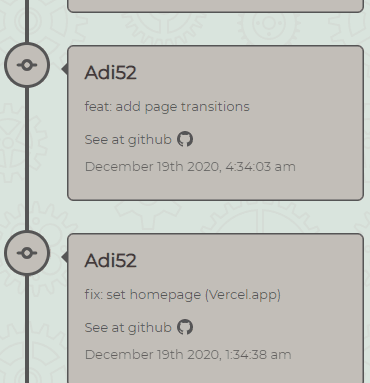 Adi52
feat: add page transitions
See at github
December 19th 2020, 4:34:03 am
Adi52
fix: set homepage (Vercel.app)
See at github
December 19th 2020, 1:34:38 am